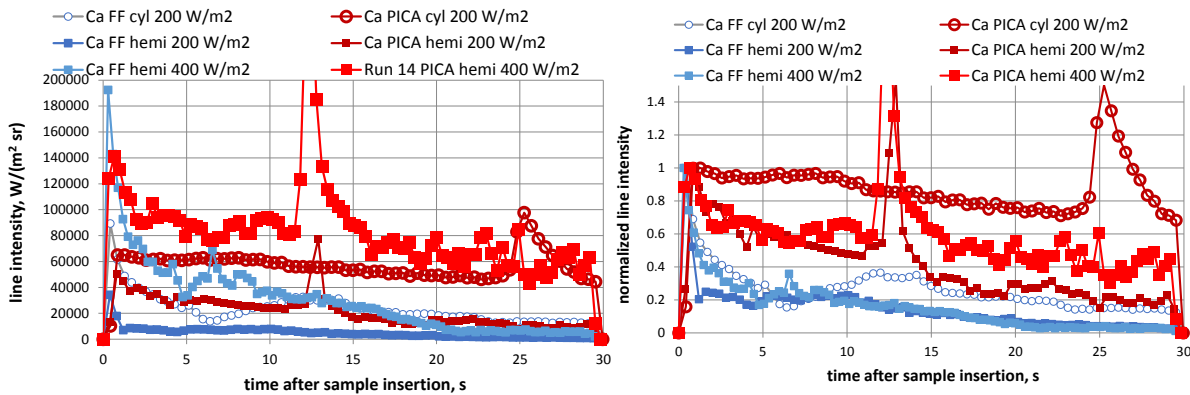 Ca FF cyl 200 W/m2 Ca PICA cyl 200 W/m2
Ca FF hemi 200 W/m2 Ca PICA hemi 200 W/m2
Ca FF hemi 400 W/m2 Run 14 PICA hemi 400 W/m2
200000
180000
160000
140000
120000
100000
80000
60000
40000
20000
0
0 5 10 15 20 25 30
line intensity, W/(m² sr)
time after sample insertion, s
Ca FF cyl 200 W/m2 Ca PICA cyl 200 W/m2
Ca FF hemi 200 W/m2 Ca PICA hemi 200 W/m2
Ca FF hemi 400 W/m2 Ca PICA hemi 400 W/m2
1.4
1.2
1
0.8
0.6
0.4
0.2
0
0 5 10 15 20 25 30
normalized line intensity
time after sample insertion, s